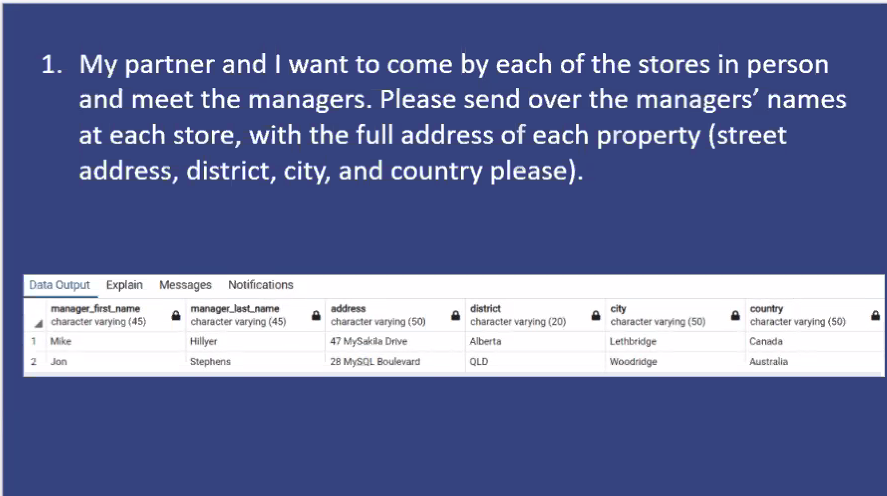 1. My partner and I want to come by each of the stores in person
and meet the managers. Please send over the managers’ names
at each store, with the full address of each property (street
address, district, city, and country please).
Data Output Explain Messages Notifications
manager_first_name manager_last_name address district city country
character varying (45) character varying (45) character varying (50) character varying (20) character varying (50) character varying (50)
1 Mike Hillyer 47 MySakila Drive Alberta Lethbridge Canada
2 Jon Stephens 28 MySQL Boulevard QLD Woodridge Australia